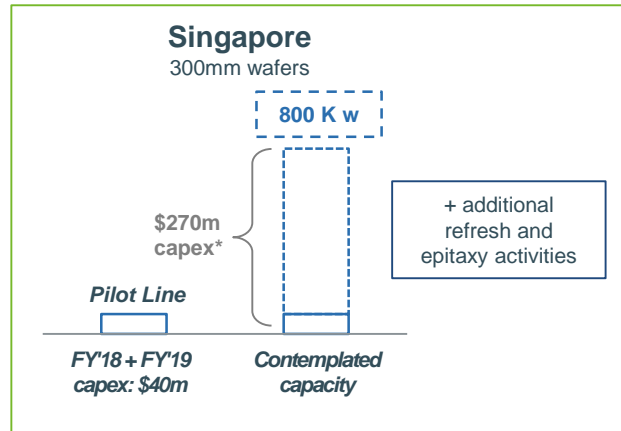 Singapore
300mm wafers
800 K w
$270m
capex*
+ additional
refresh and
epitaxy activities
Pilot Line
FY'18 + FY'19
capex: $40m
Contemplated
capacity